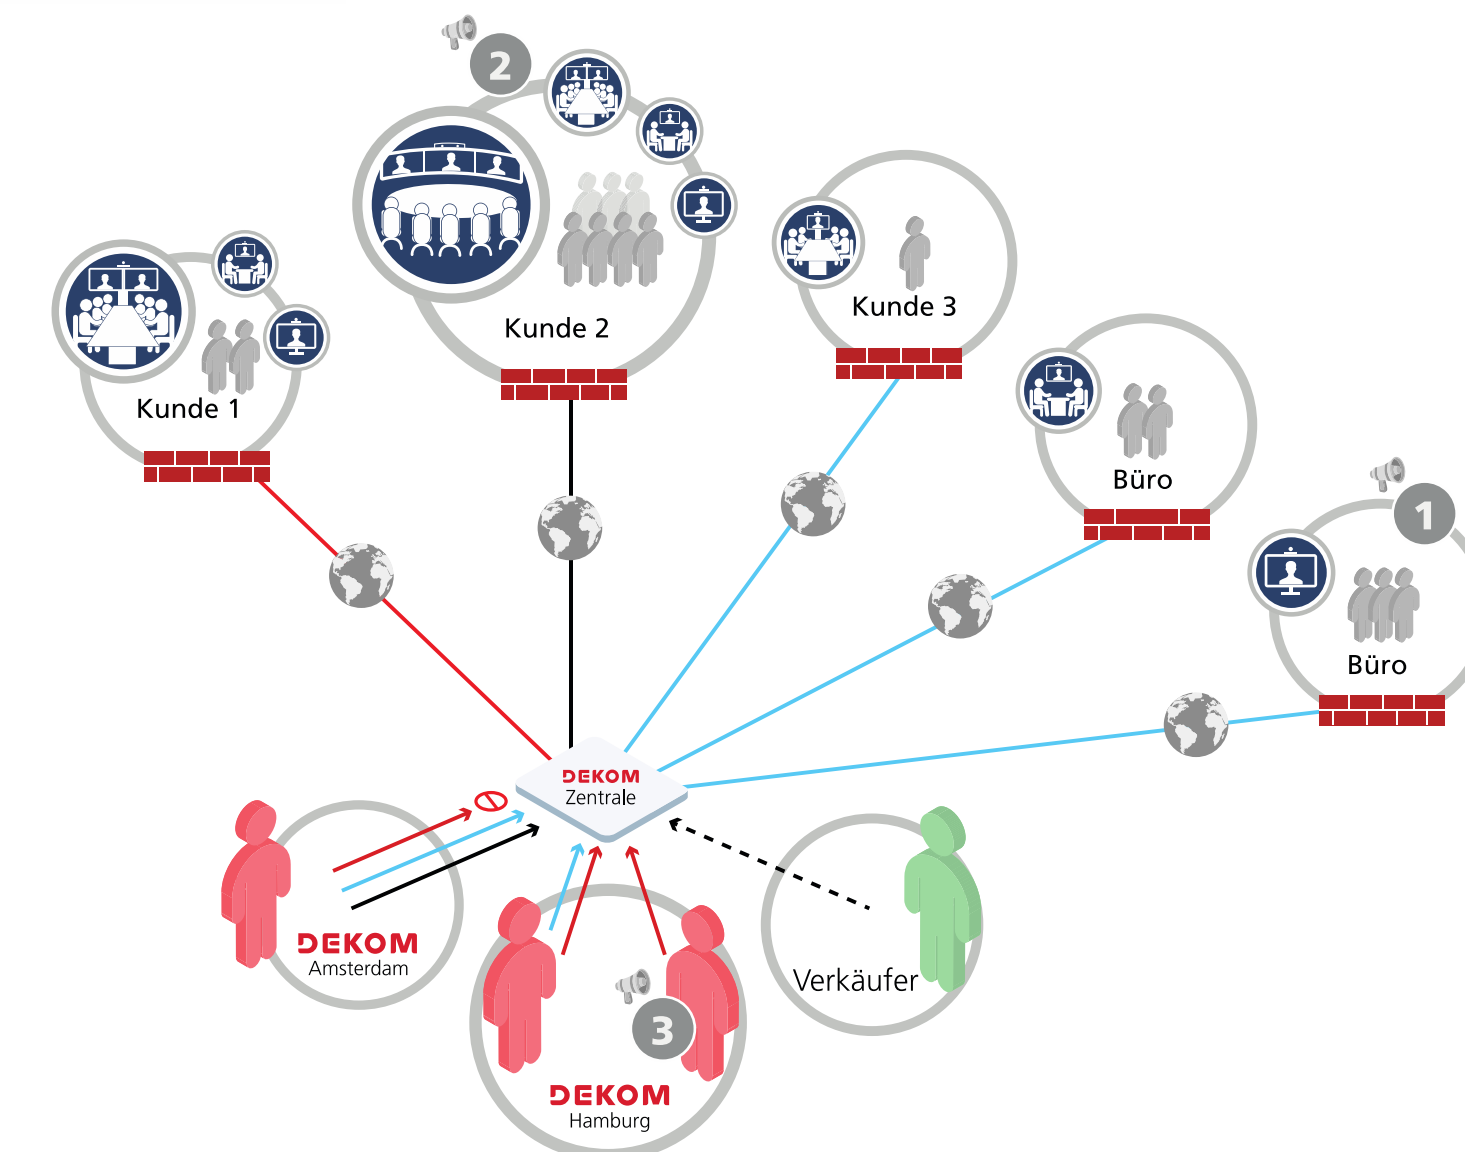 2
Kunde 2
Kunde 3
Kunde 1
Büro
1
Büro
DEKOM
Zentrale
DEKOM
Amsterdam
Verkäufer
3
DEKOM
Hamburg